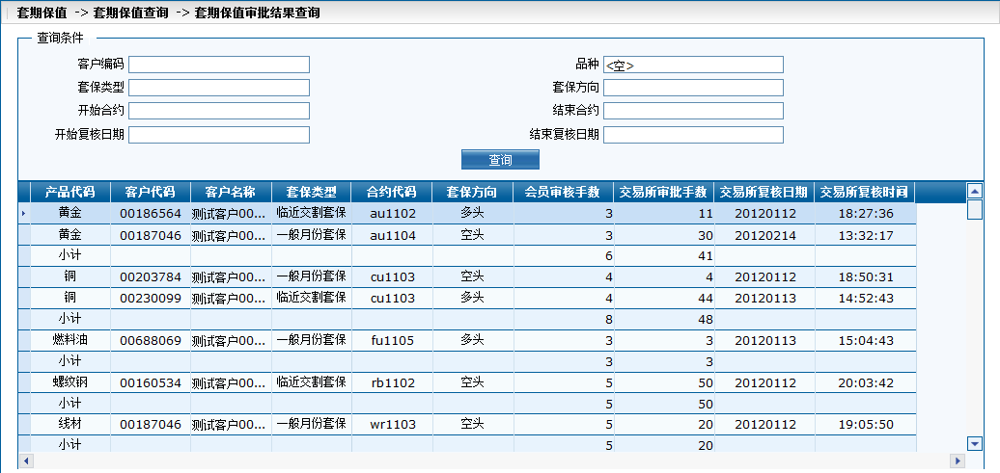 套期保值 -> 套期保值查询 -> 套期保值审批结果查询
查询条件
客户编码 品种 <空>
套保类型 套保方向
开始合约 结束合约
开始复核日期 结束复核日期
查询
产品代码 客户代码 客户名称 套保类型 合约代码 套保方向 会员审核手数 交易所审批手数 交易所复核日期 交易所复核时间
黄金 00186564 测试客户00... 临近交割套保 au1102 多头 3 11 20120112 18:27:36
黄金 00187046 测试客户00... 一般月份套保 au1104 空头 3 30 20120214 13:32:17
小计 6 41
铜 00203784 测试客户00... 一般月份套保 cu1103 空头 4 4 20120112 18:50:31
铜 00230099 测试客户00... 临近交割套保 cu1103 多头 4 44 20120113 14:52:43
小计 8 48
燃料油 00688069 测试客户00... 一般月份套保 fu1105 多头 3 3 20120113 15:04:43
小计 3 3
螺纹钢 00160534 测试客户00... 临近交割套保 rb1102 空头 5 50 20120112 20:03:42
小计 5 50
线材 00187046 测试客户00... 一般月份套保 wr1103 空头 5 20 20120112 19:05:50
小计 5 20